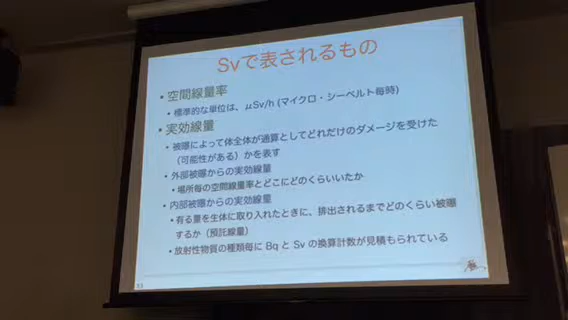 Svで表されるもの
• 空間線量率
• 標準的な単位は、μSv/h (マイクロ・シーベルト毎時)
• 実効線量
• 被曝によって体全体が通算としてどれだけのダメージを受けた
（可能性がある）かを表す
• 外部被曝からの実効線量
• 場所毎の空間線量率とどこにどのくらいいたか
• 内部被曝からの実効線量
• 有る量を生体に取り入れたときに、排出されるまでどのくらい被曝
するか（預託線量）
• 放射性物質の種類毎に Bq と Sv の換算計数が見積もられている